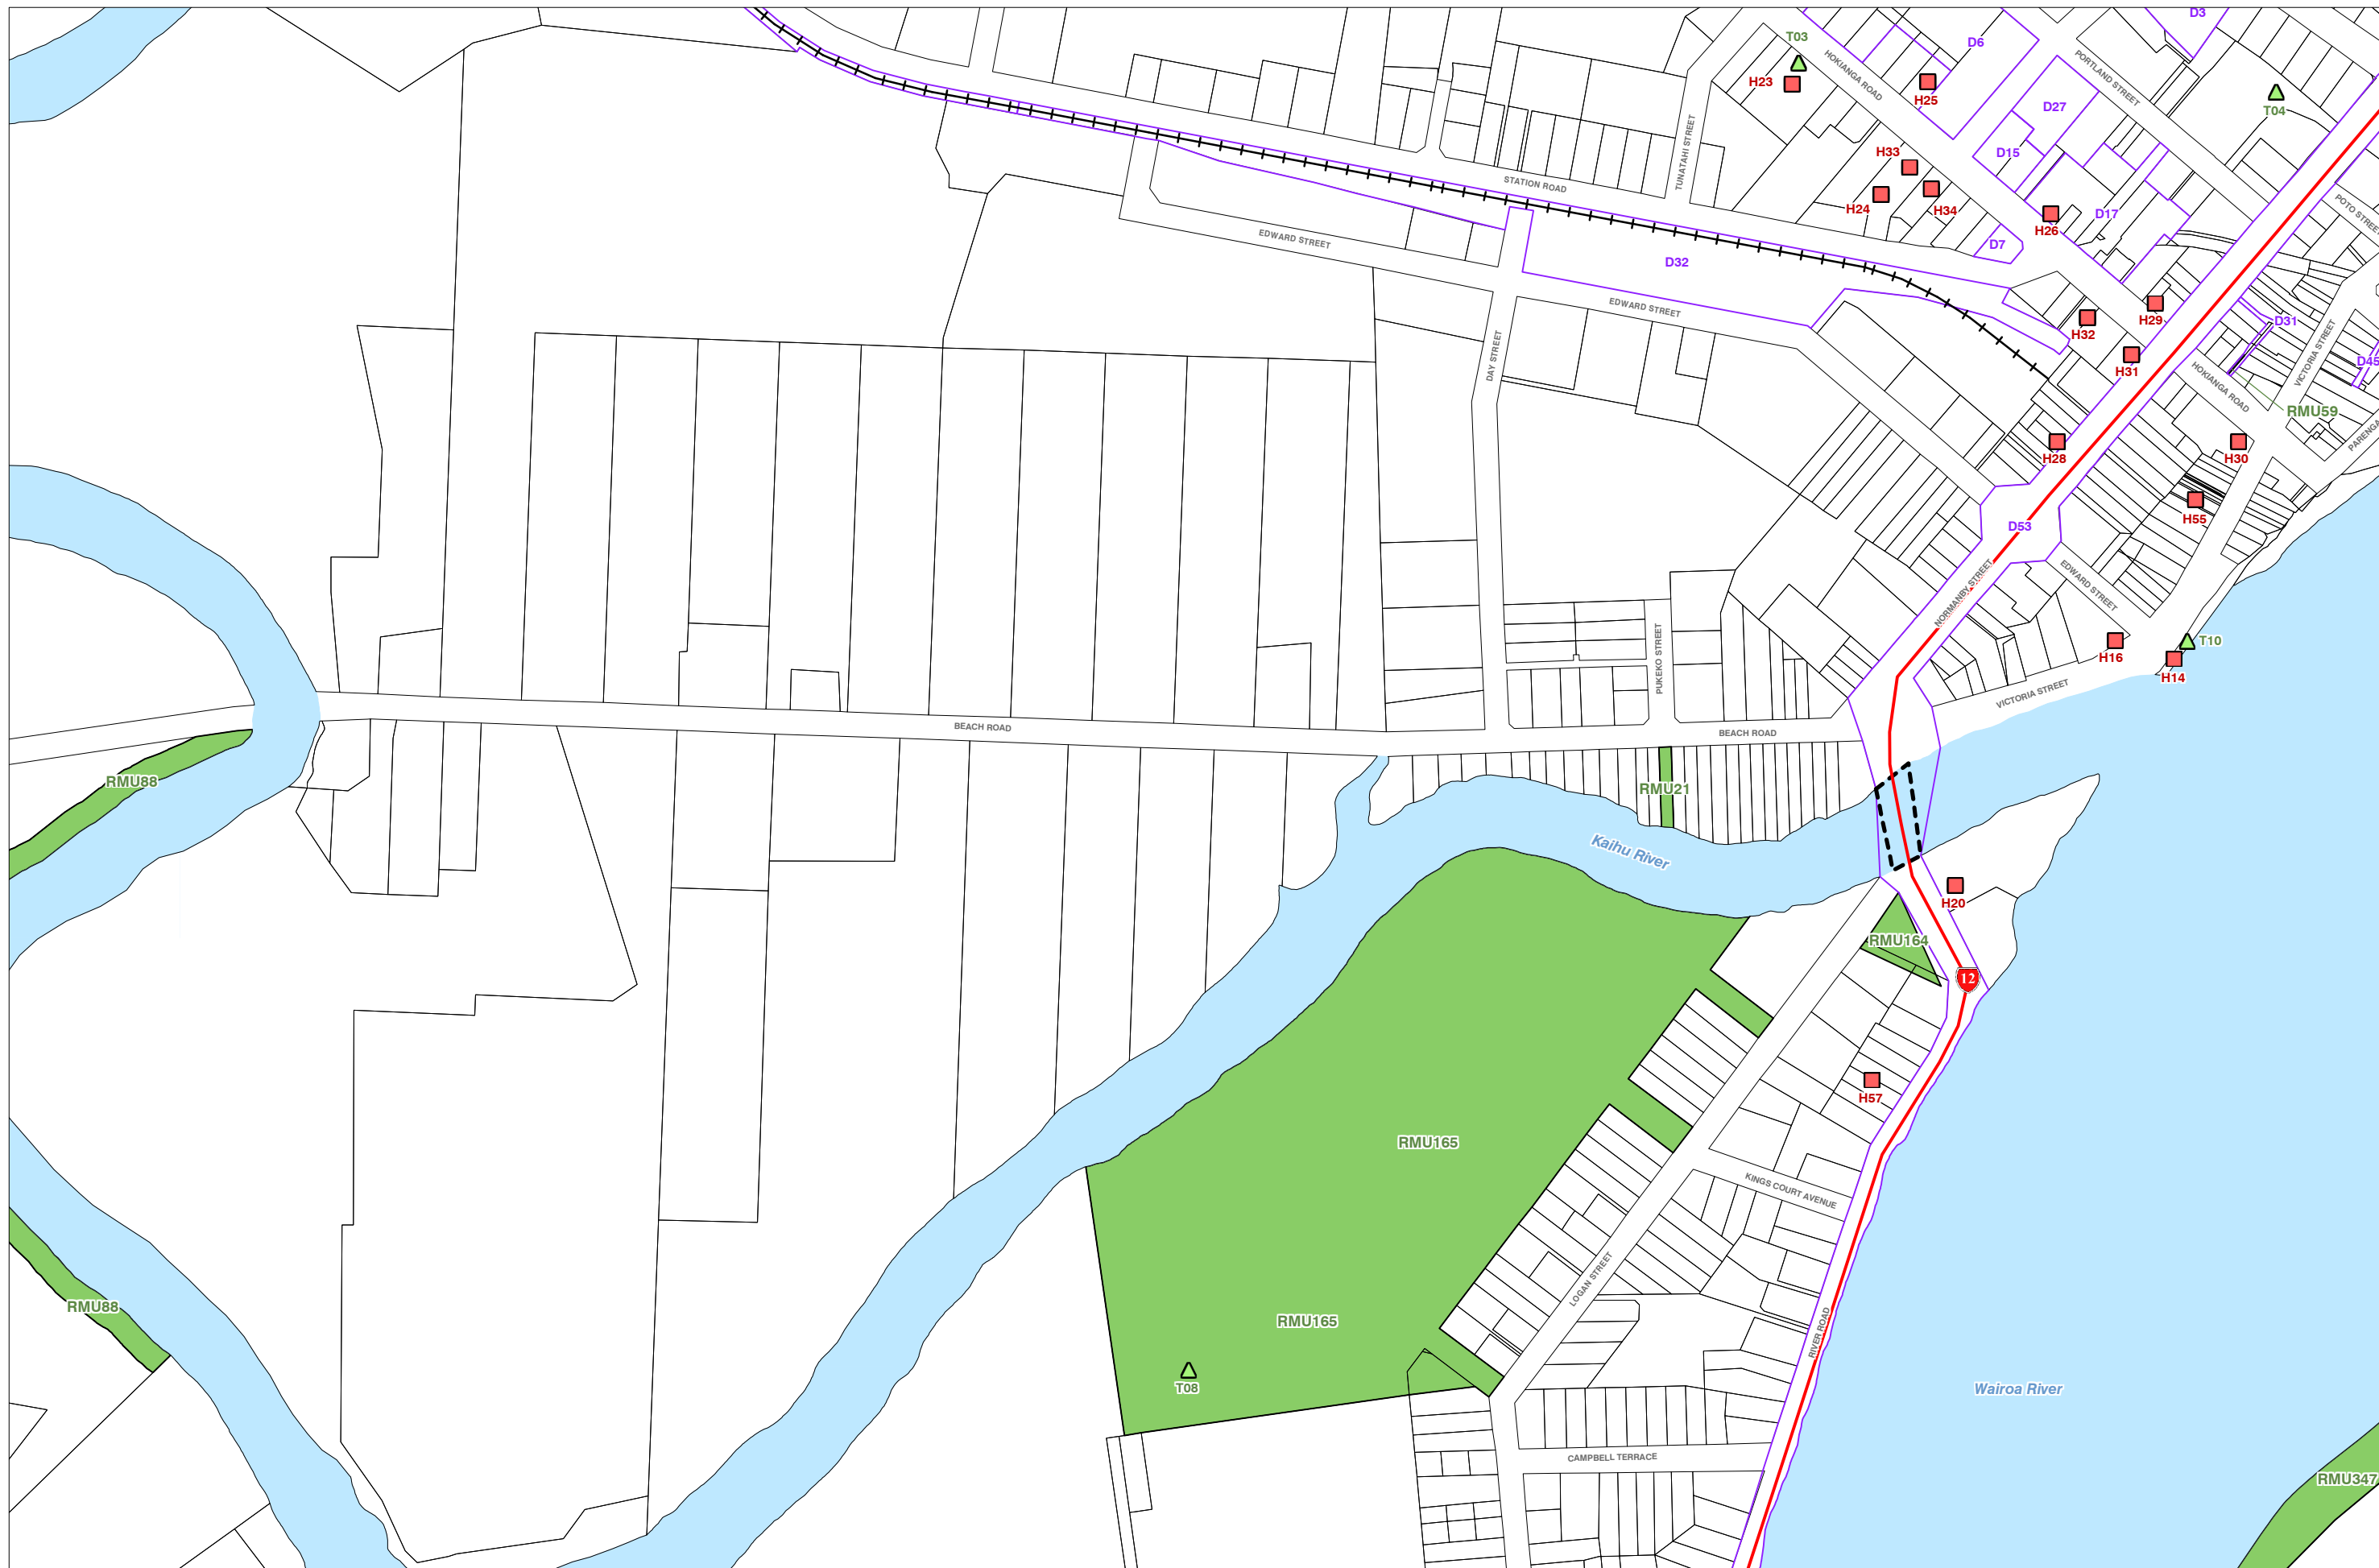 D3
T03
D6
HOKIANGA ROAD
PORTLAND STREET
H23
H25
D27
T04
TUNATAHI STREET
H33
D15
STATION ROAD
H24
H34
H26
D17
POTO STREET
EDWARD STREET
D7
D32
EDWARD STREET
H29
H32
D31
DAY STREET
VICTORIA STREET
H31
D45
HOKIANGA ROAD
RMU59
H28
H30
H55
D53
NORMANBY STREET
EDWARD STREET
PUKEKO STREET
H16
T10
H14
VICTORIA STREET
BEACH ROAD
BEACH ROAD
RMU88
RMU21
Kaihu River
H20
RMU164
12
H57
RMU165
KINGS COURT AVENUE
LOGAN STREET
RMU88
RMU165
RIVER ROAD
T08
Wairoa River
CAMPBELL TERRACE
RMU347